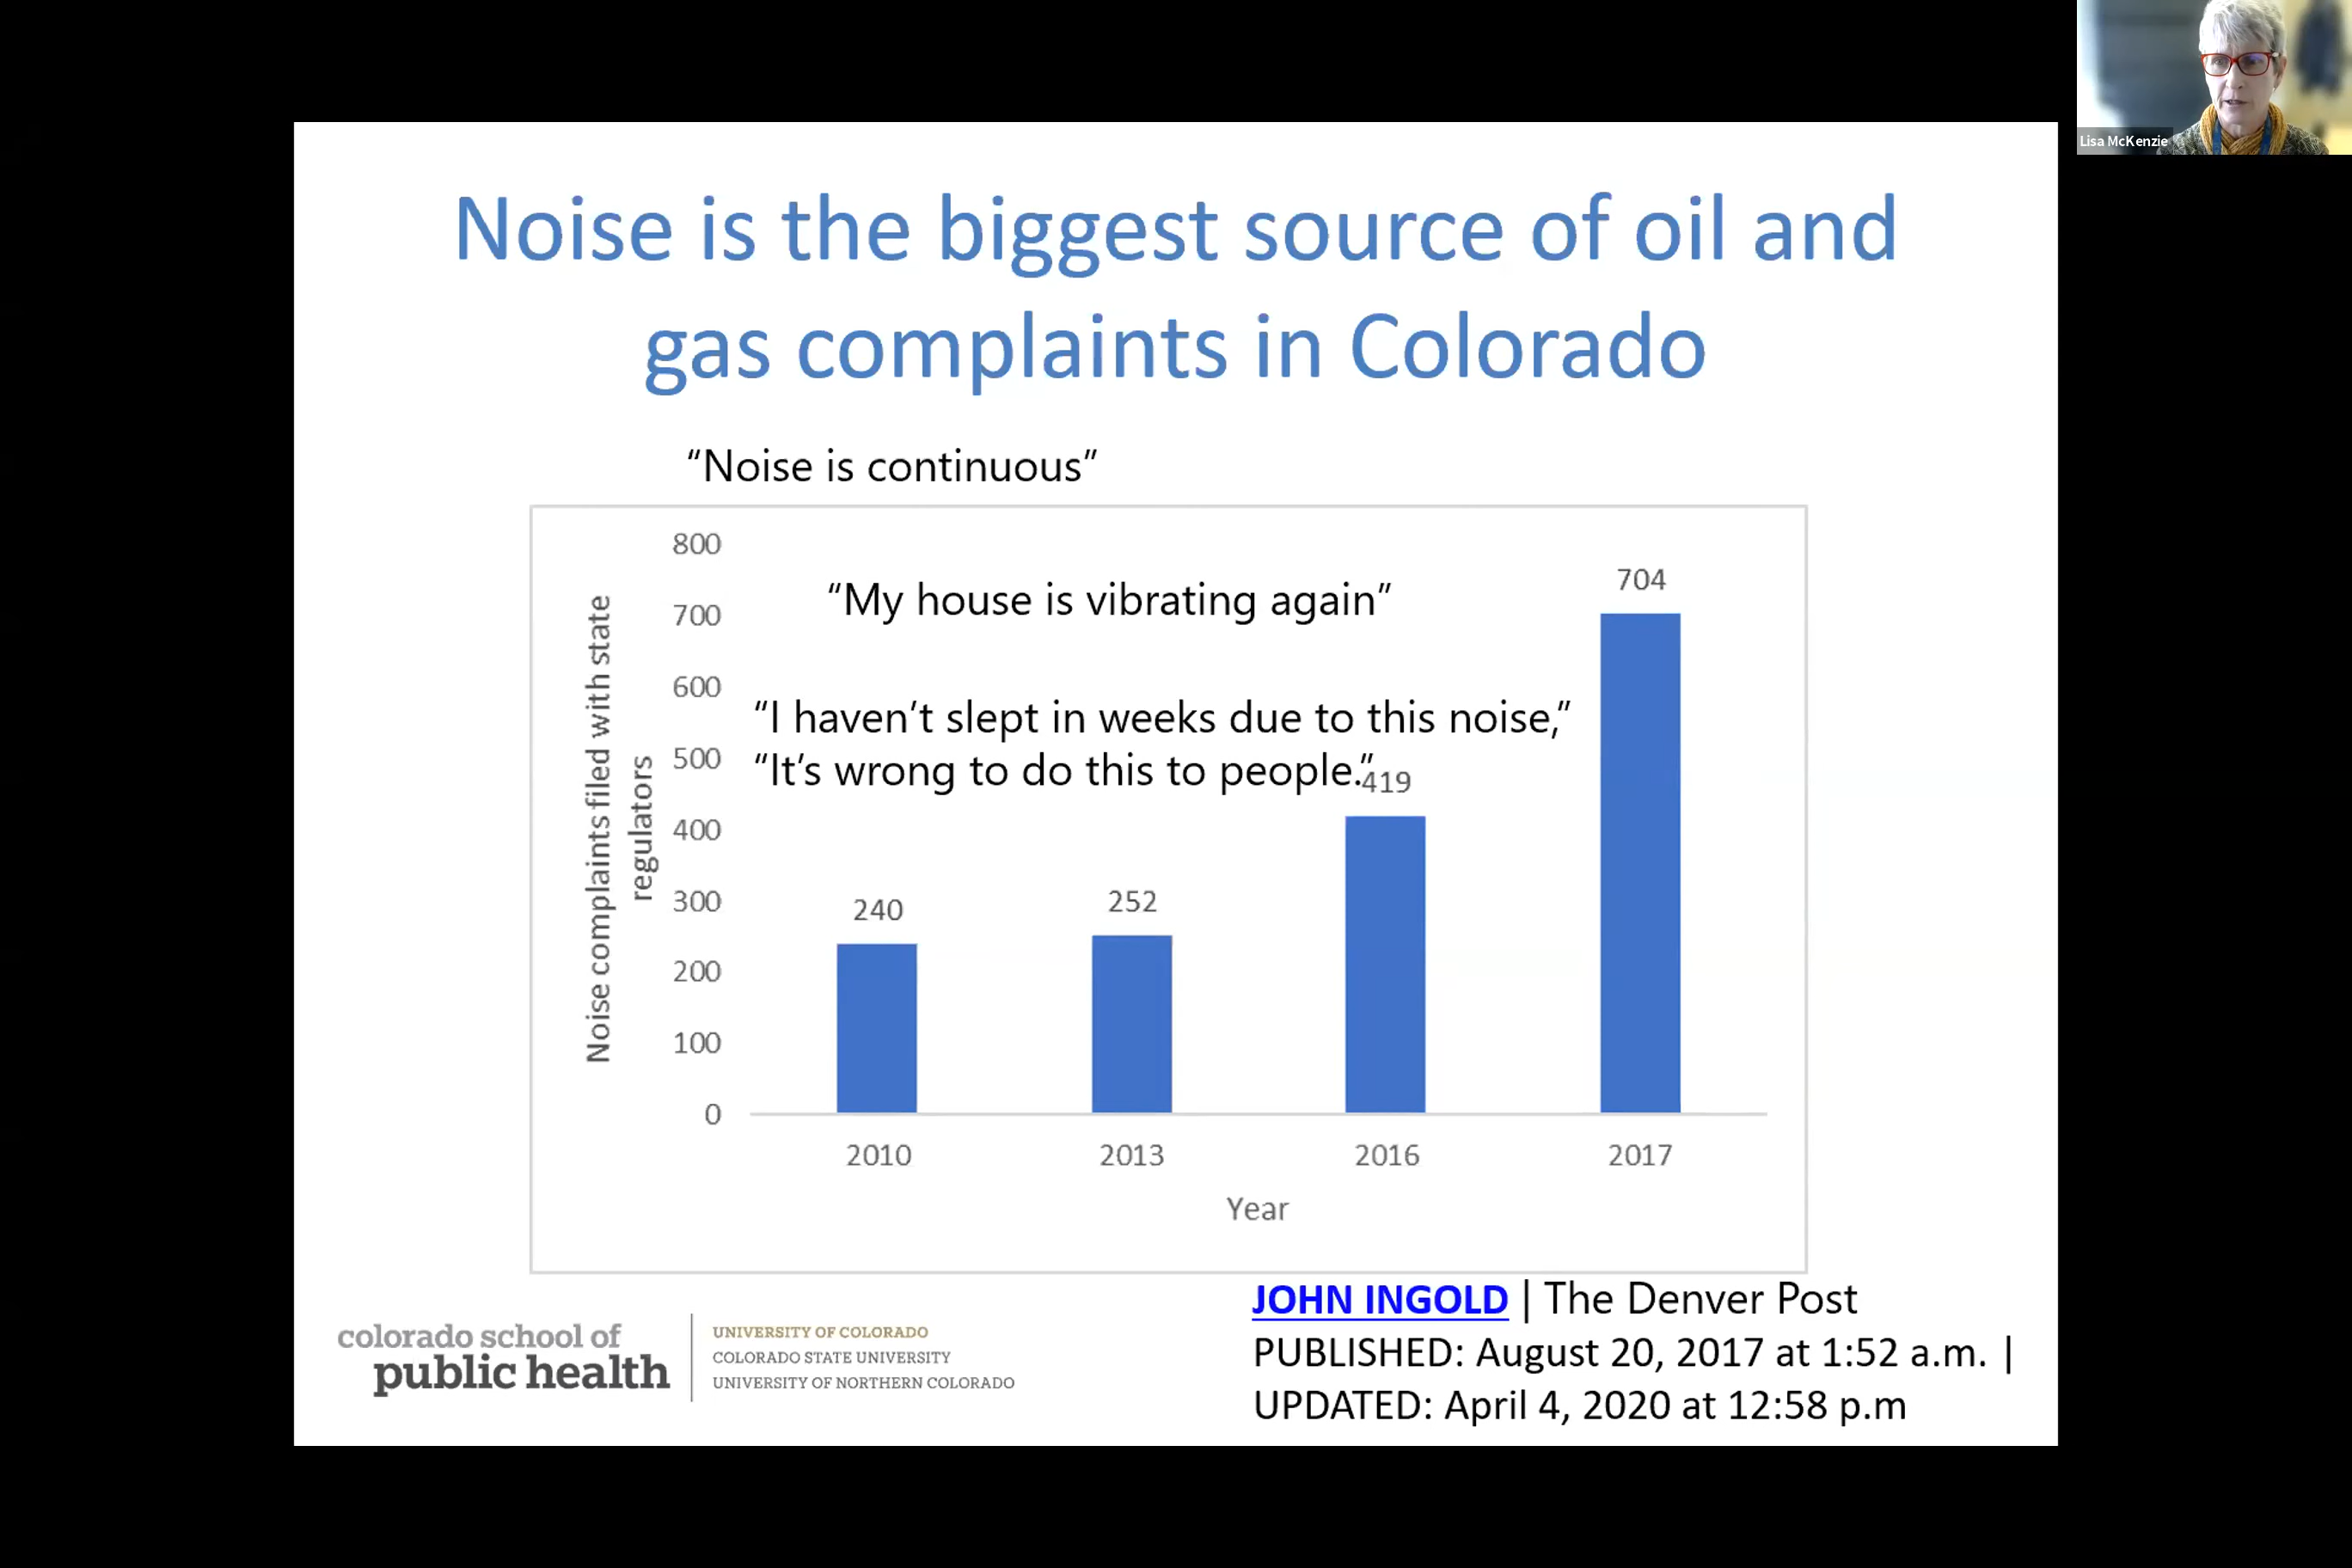 Lisa McKenzie
Noise is the biggest source of oil and
gas complaints in Colorado
“Noise is continuous”
“My house is vibrating again”
“I haven’t slept in weeks due to this noise,”
“It’s wrong to do this to people.”
Noise complaints filed with state
regulators
800
700
600
500
400
300
200
100
0
240
252
419
704
2010
2013
2016
2017
Year
JOHN INGOLD | The Denver Post
PUBLISHED: August 20, 2017 at 1:52 a.m. |
UPDATED: April 4, 2020 at 12:58 p.m
colorado school of
public health
UNIVERSITY OF COLORADO
COLORADO STATE UNIVERSITY
UNIVERSITY OF NORTHERN COLORADO